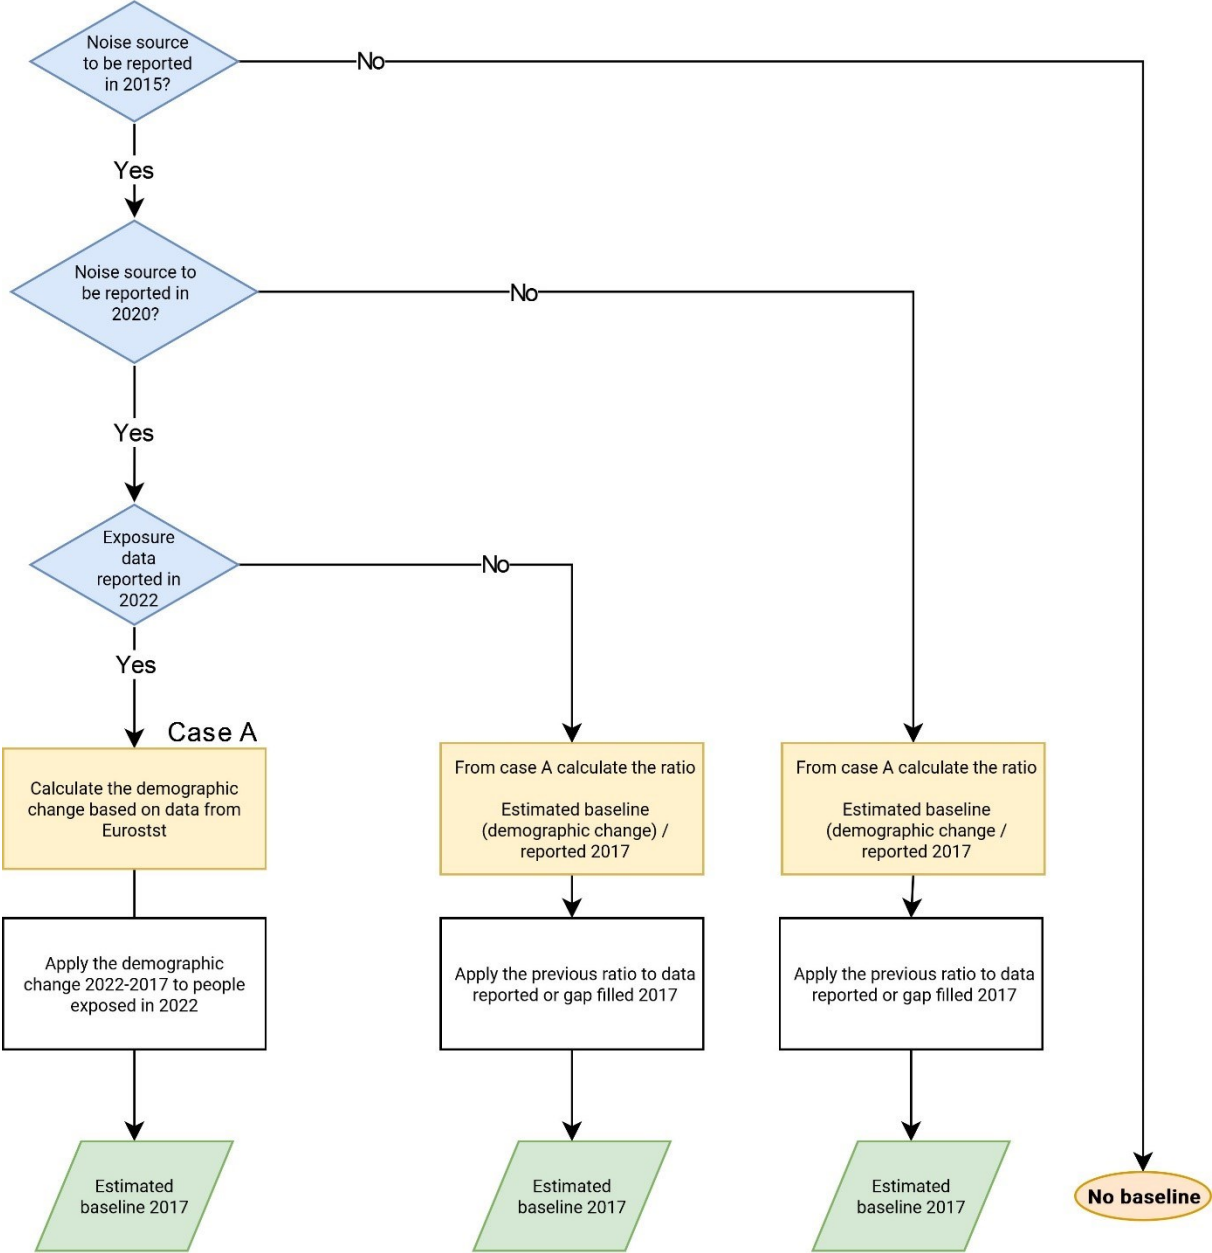 Noise source
to be reported
in 2015?
No
Yes
Noise source to
be reported in
2020?
No
Yes
Exposure
data
reported in
2022
No
Yes
Case A
Calculate the demographic
change based on data from
Eurostst
From case A calculate the ratio
Estimated baseline
(demographic change) /
reported 2017
From case A calculate the ratio
Estimated baseline
(demographic change /
reported 2017
Apply the demographic
change 2022-2017 to people
exposed in 2022
Apply the previous ratio to data
reported or gap filled 2017
Apply the previous ratio to data
reported or gap filled 2017
Estimated
baseline 2017
Estimated
baseline 2017
Estimated
baseline 2017
No baseline